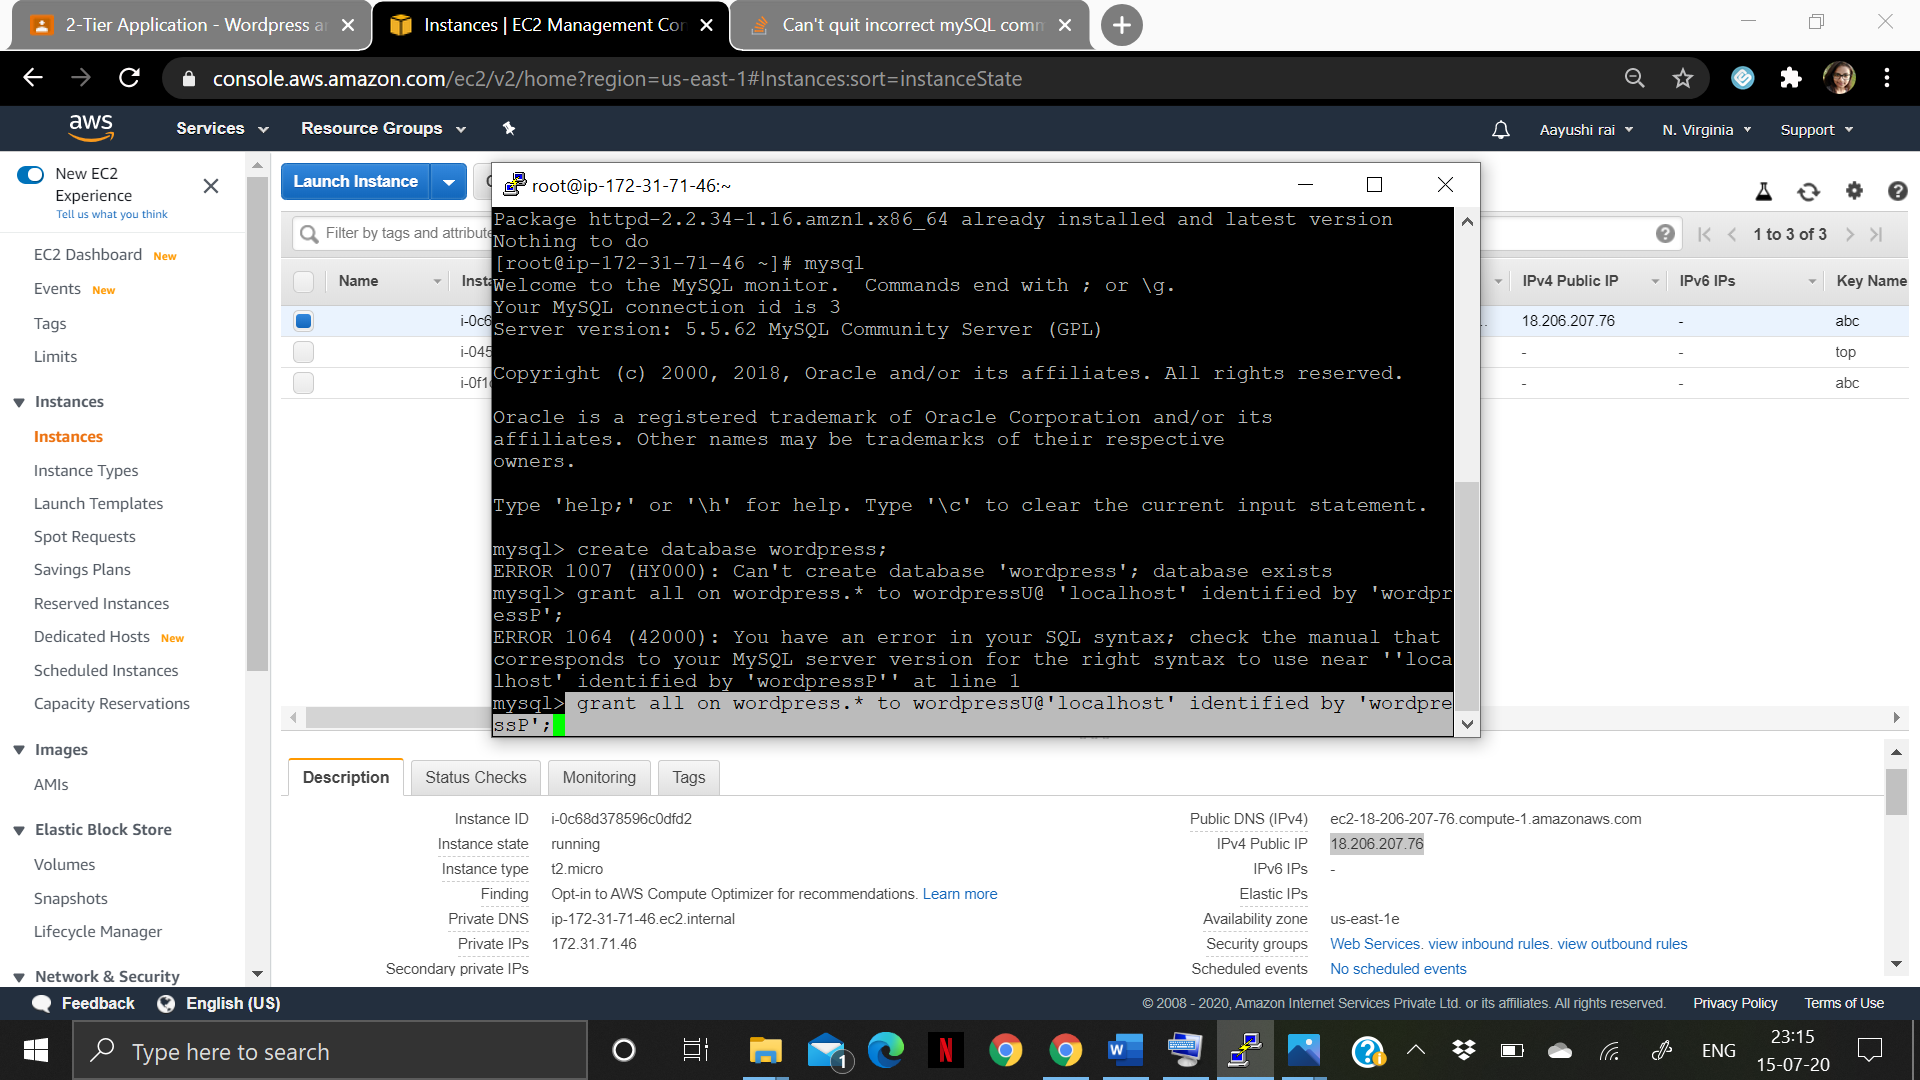 2-Tier Application - Wordpress a
Instances | EC2 Management Con
Can't quit incorrect mySQL comm
console.aws.amazon.com/ec2/v2/home?region=us-east-1#Instances:sort=instanceState
aws
Services
Resource Groups
Aayushi rai
N. Virginia
Support
New EC2
Experience
Tell us what you think
EC2 Dashboard New
Events New
Tags
Limits
Instances
Instances
Instance Types
Launch Templates
Spot Requests
Savings Plans
Reserved Instances
Dedicated Hosts New
Scheduled Instances
Capacity Reservations
Images
AMIs
Elastic Block Store
Volumes
Snapshots
Lifecycle Manager
Network & Security
Launch Instance
Filter by tags and attribute
1 to 3 of 3
Name
Insta
IPv4 Public IP
IPv6 IPs
Key Name
i-0c6
18.206.207.76
-
abc
i-045
-
-
top
i-0f1
-
-
abc
root@ip-172-31-71-46:~
Package httpd-2.2.34-1.16.amzn1.x86_64 already installed and latest version
Nothing to do
[root@ip-172-31-71-46 ~]# mysql
Welcome to the MySQL monitor.  Commands end with ; or \g.
Your MySQL connection id is 3
Server version: 5.5.62 MySQL Community Server (GPL)
Copyright (c) 2000, 2018, Oracle and/or its affiliates. All rights reserved.
Oracle is a registered trademark of Oracle Corporation and/or its
affiliates. Other names may be trademarks of their respective
owners.
Type 'help;' or '\h' for help. Type '\c' to clear the current input statement.
mysql> create database wordpress;
ERROR 1007 (HY000): Can't create database 'wordpress'; database exists
mysql> grant all on wordpress.* to wordpressU@ 'localhost' identified by 'wordpr
essP';
ERROR 1064 (42000): You have an error in your SQL syntax; check the manual that
corresponds to your MySQL server version for the right syntax to use near ''loca
lhost' identified by 'wordpressP'' at line 1
mysql> grant all on wordpress.* to wordpressU@'localhost' identified by 'wordpre
ssP';
Description
Status Checks
Monitoring
Tags
Instance ID i-0c68d378596c0dfd2
Instance state running
Instance type t2.micro
Finding Opt-in to AWS Compute Optimizer for recommendations. Learn more
Private DNS ip-172-31-71-46.ec2.internal
Private IPs 172.31.71.46
Secondary private IPs
Public DNS (IPv4) ec2-18-206-207-76.compute-1.amazonaws.com
IPv4 Public IP 18.206.207.76
IPv6 IPs -
Elastic IPs
Availability zone us-east-1e
Security groups Web Services. view inbound rules. view outbound rules
Scheduled events No scheduled events
Feedback
English (US)
© 2008 - 2020, Amazon Internet Services Private Ltd. or its affiliates. All rights reserved.
Privacy Policy
Terms of Use
Type here to search
1
N
W
ENG
23:15
15-07-20